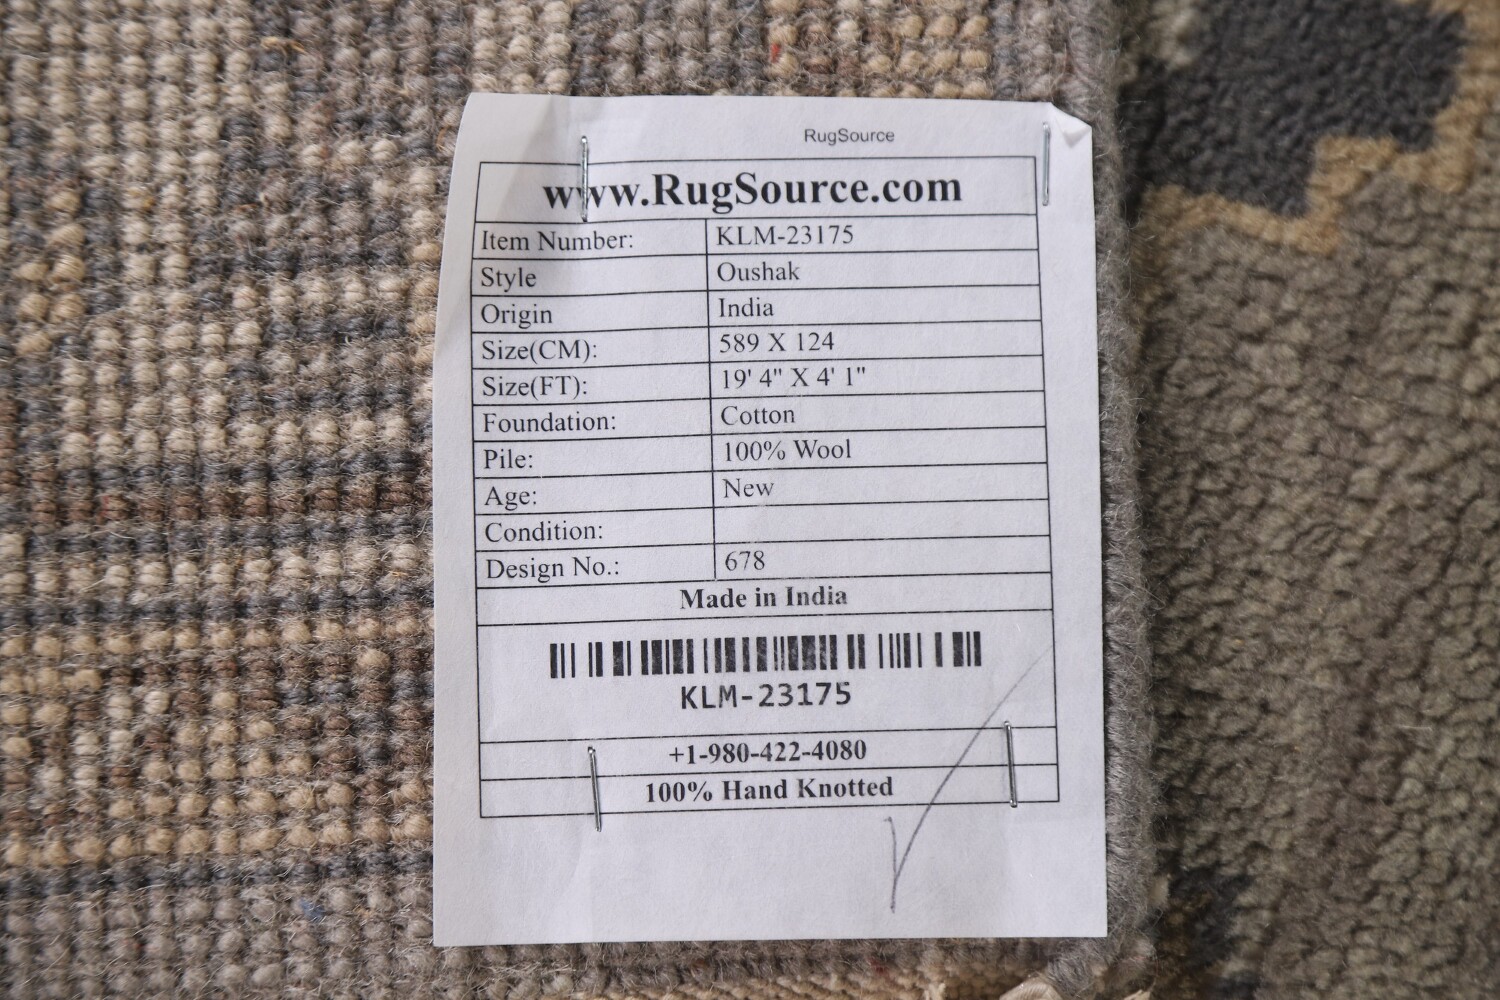 RugSource
www.RugSource.com
Item Number: KLM-23175
Style Oushak
Origin India
Size(CM): 589 X 124
Size(FT): 19' 4" X 4' 1"
Foundation: Cotton
Pile: 100% Wool
Age: New
Condition:
Design No.: 678
Made in India
KLM-23175
+1-980-422-4080
100% Hand Knotted